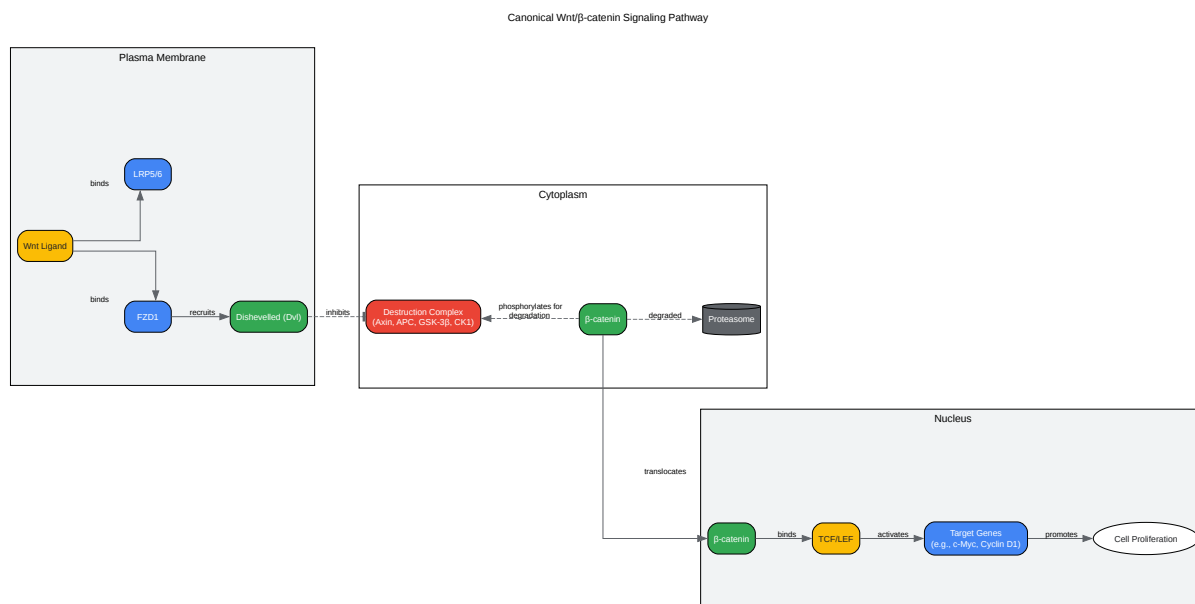 Canonical Wnt/β-catenin Signaling Pathway
Plasma Membrane
LRP5/6
binds
Wnt Ligand
binds
FZD1
recruits
Dishevelled (Dvl)
inhibits
Cytoplasm
Destruction Complex
(Axin, APC, GSK-3β, CK1)
phosphorylates for
degradation
β-catenin
degraded
Proteasome
translocates
Nucleus
β-catenin
binds
TCF/LEF
activates
Target Genes
(e.g., c-Myc, Cyclin D1)
promotes
Cell Proliferation